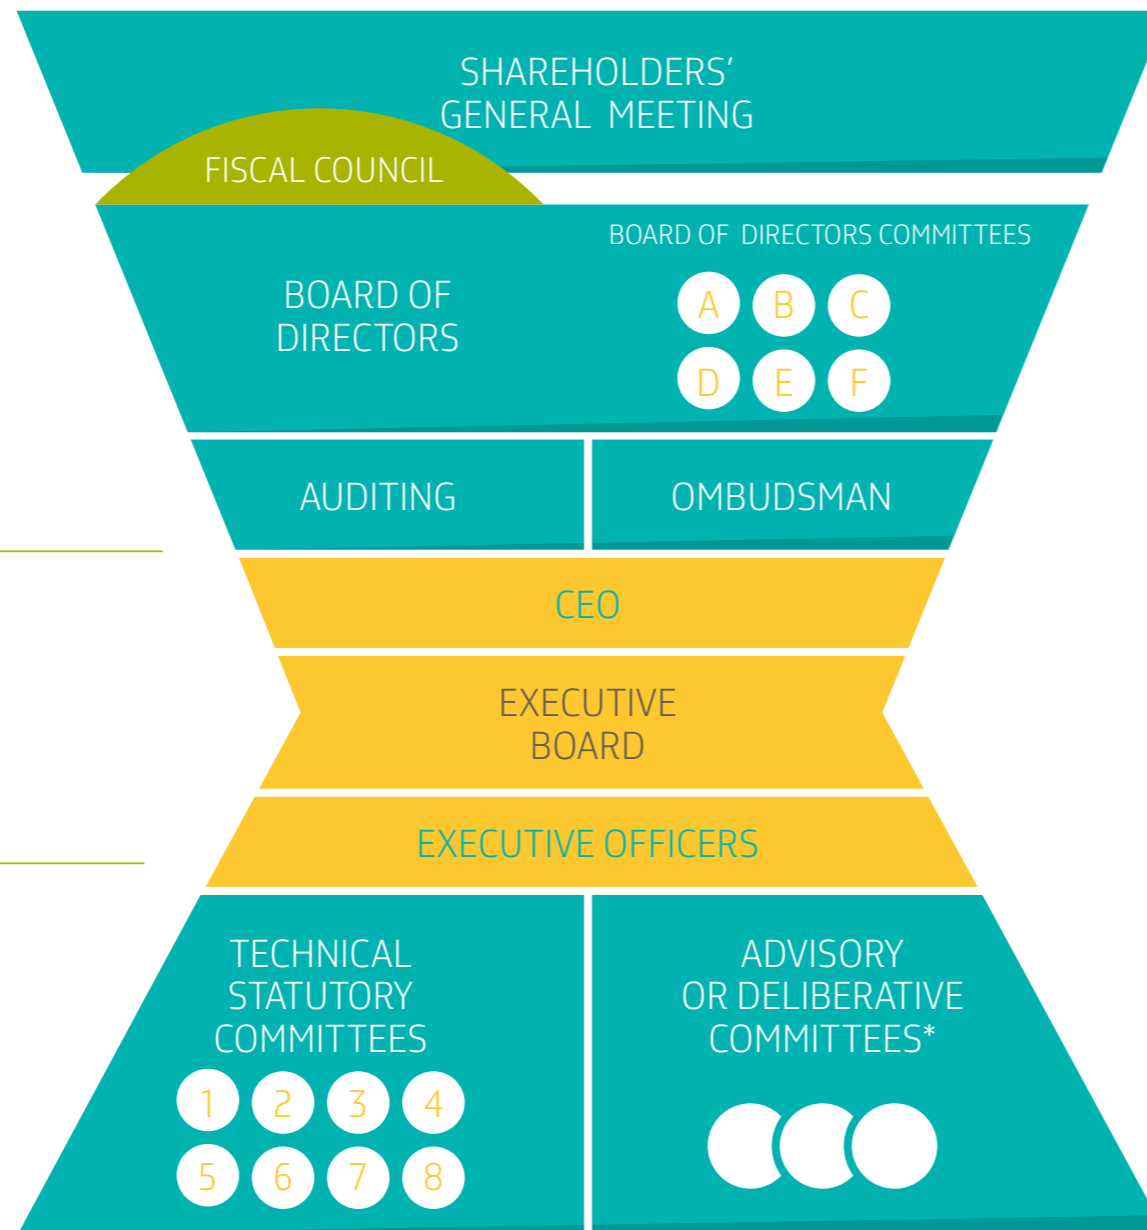 SHAREHOLDERS'
GENERAL MEETING
FISCAL COUNCIL
BOARD OF DIRECTORS COMMITTEES
BOARD OF
DIRECTORS
A B C
D E F
AUDITING
OMBUDSMAN
CEO
EXECUTIVE
BOARD
EXECUTIVE OFFICERS
TECHNICAL
STATUTORY
COMMITTEES
1 2 3 4
5 6 7 8
ADVISORY
OR DELIBERATIVE
COMMITTEES*